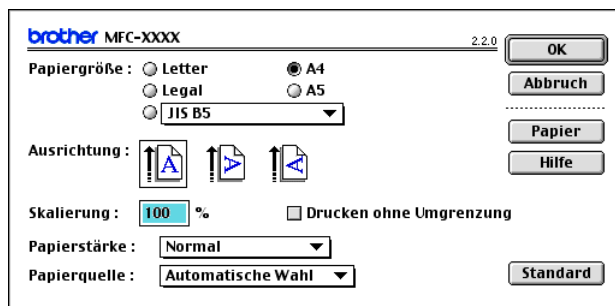 brother MFC-XXXX 2.2.0
OK
Papiergröße : Letter A4
Abbruch
Legal A5
JIS B5
Papier
Ausrichtung : A A A
Hilfe
Skalierung : 100 % Drucken ohne Umgrenzung
Papierstärke : Normal
Papierquelle : Automatische Wahl
Standard